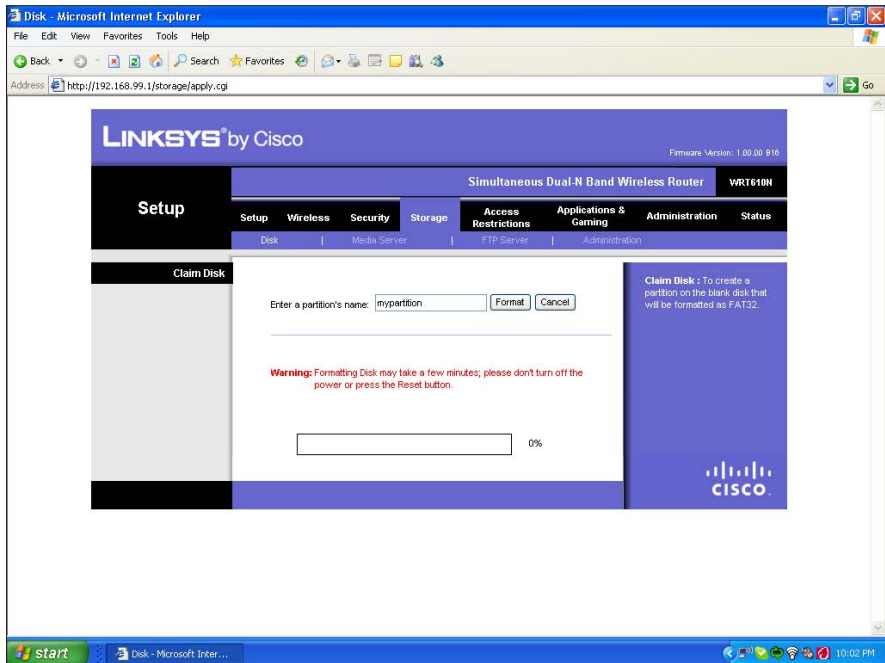 Disk - Microsoft Internet Explorer
File Edit View Favorites Tools Help
Back Search Favorites
Address http://192.168.99.1/storage/apply.cgi Go
LINKSYS® by Cisco
Firmware Version: 1.00.00 B16
Simultaneous Dual-N Band Wireless Router WRT610N
Setup
Setup Wireless Security Storage Access Restrictions Applications & Gaming Administration Status
Disk | Media Server | FTP Server | Administration
Claim Disk
Enter a partition's name: mypartition Format Cancel
Warning: Formatting Disk may take a few minutes; please don't turn off the
power or press the Reset button.
0%
Claim Disk : To create a
partition on the blank disk that
will be formatted as FAT32.
CISCO.
start Disk - Microsoft Inter... 10:02 PM